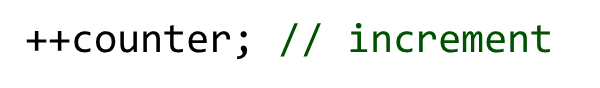 ++counter; // increment